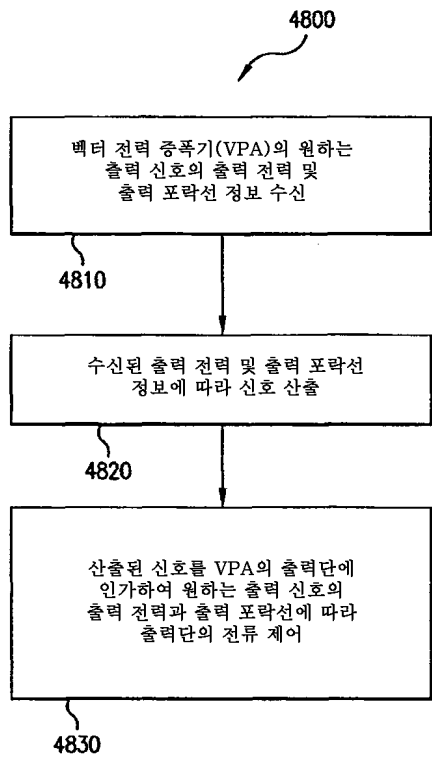 4800
벡터 전력 증폭기(VPA)의 원하는
출력 신호의 출력 전력 및
출력 포락선 정보 수신
4810
수신된 출력 전력 및 출력 포락선
정보에 따라 신호 산출
4820
산출된 신호를 VPA의 출력단에
인가하여 원하는 출력 신호의
출력 전력과 출력 포락선에 따라
출력단의 전류 제어
4830